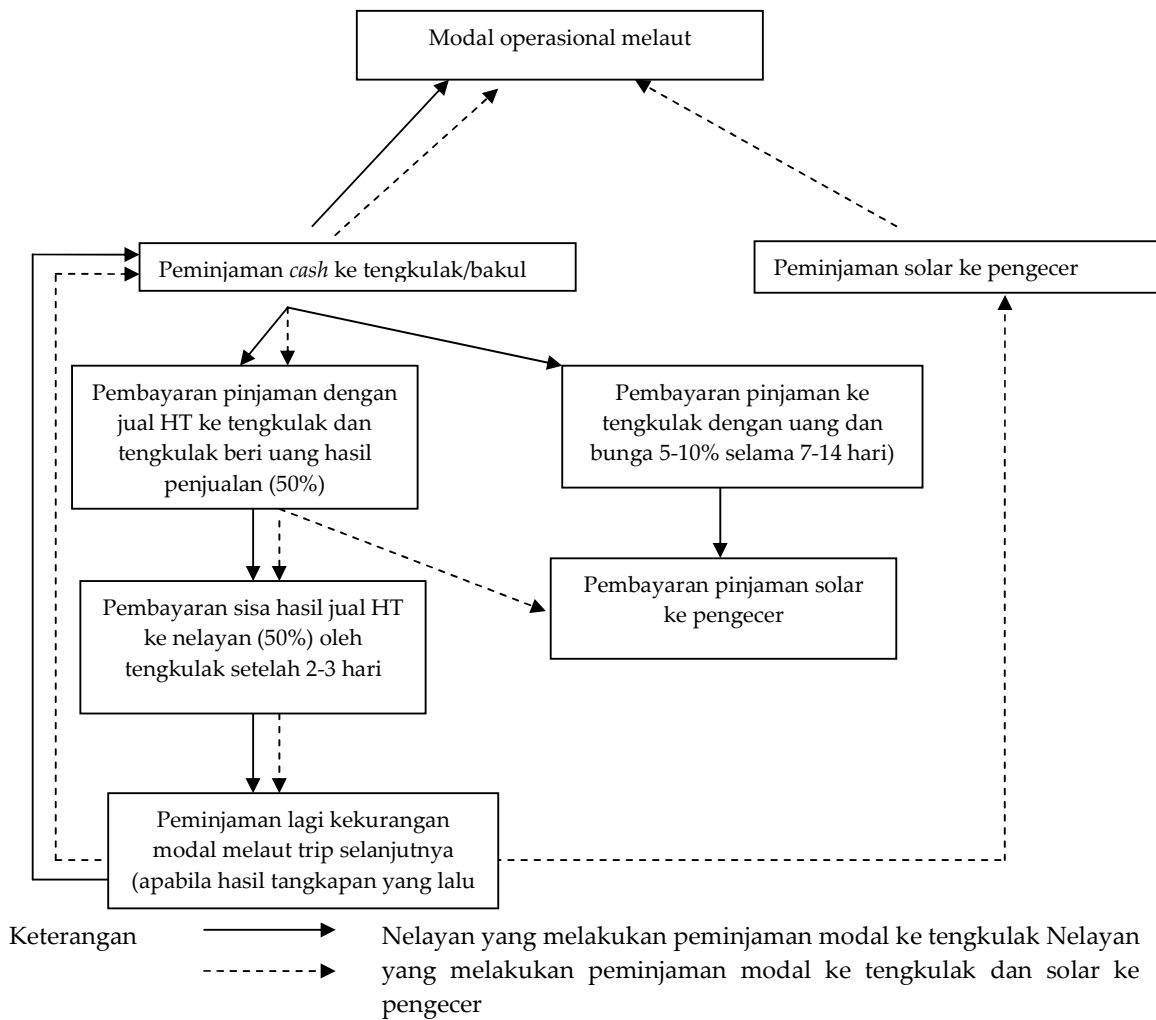 Modal operasional melaut
Peminjaman cash ke tengkulak/bakul
Peminjaman solar ke pengecer
Pembayaran pinjaman dengan
jual HT ke tengkulak dan
tengkulak beri uang hasil
penjualan (50%)
Pembayaran pinjaman ke
tengkulak dengan uang dan
bunga 5-10% selama 7-14 hari)
Pembayaran sisa hasil jual HT
ke nelayan (50%) oleh
tengkulak setelah 2-3 hari
Pembayaran pinjaman solar
ke pengecer
Peminjaman lagi kekurangan
modal melaut trip selanjutnya
(apabila hasil tangkapan yang lalu
Keterangan
Nelayan yang melakukan peminjaman modal ke tengkulak Nelayan
yang melakukan peminjaman modal ke tengkulak dan solar ke
pengecer